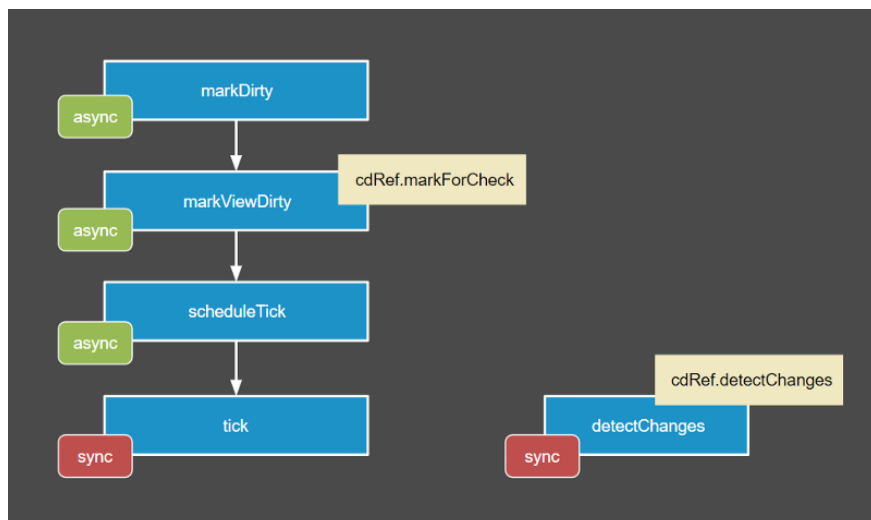 markDirty
async
cdRef.markForCheck
markViewDirty
async
scheduleTick
async
cdRef.detectChanges
tick
sync
detectChanges
sync